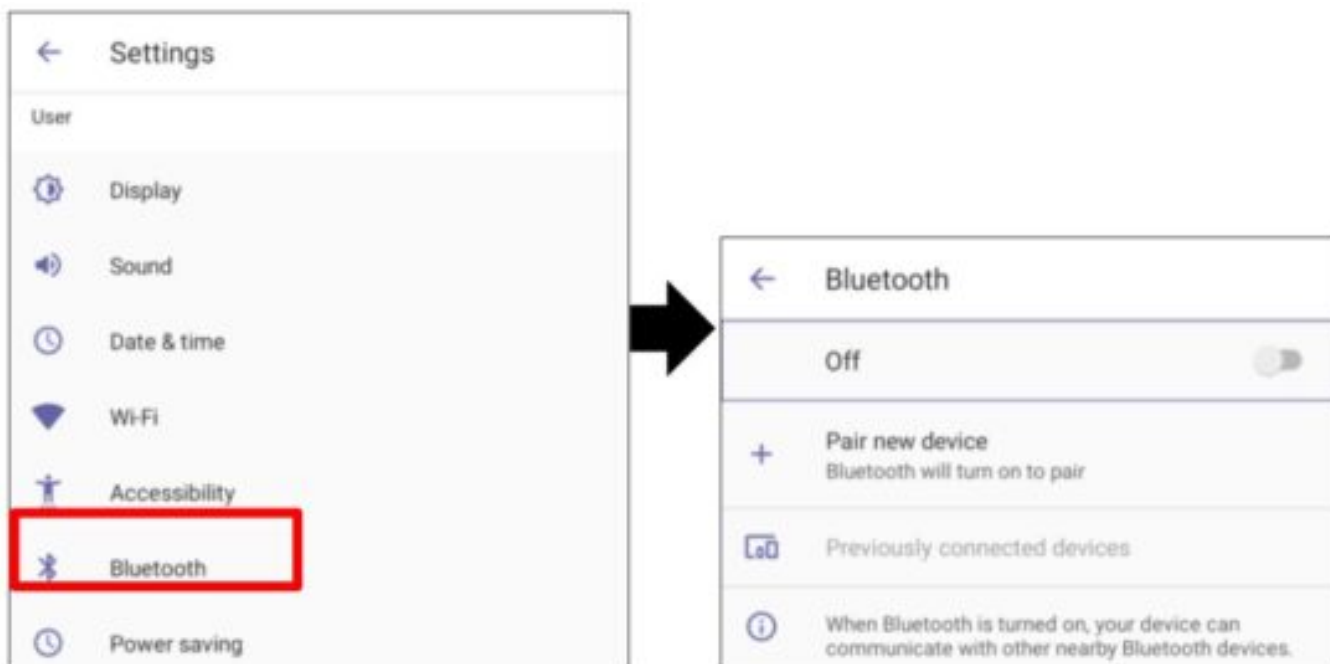 Settings
User
Display
Sound
Date & time
Wi-Fi
Accessibility
Bluetooth
Power saving
Bluetooth
Off
Pair new device
Bluetooth will turn on to pair
Previously connected devices
When Bluetooth is turned on, your device can
communicate with other nearby Bluetooth devices.